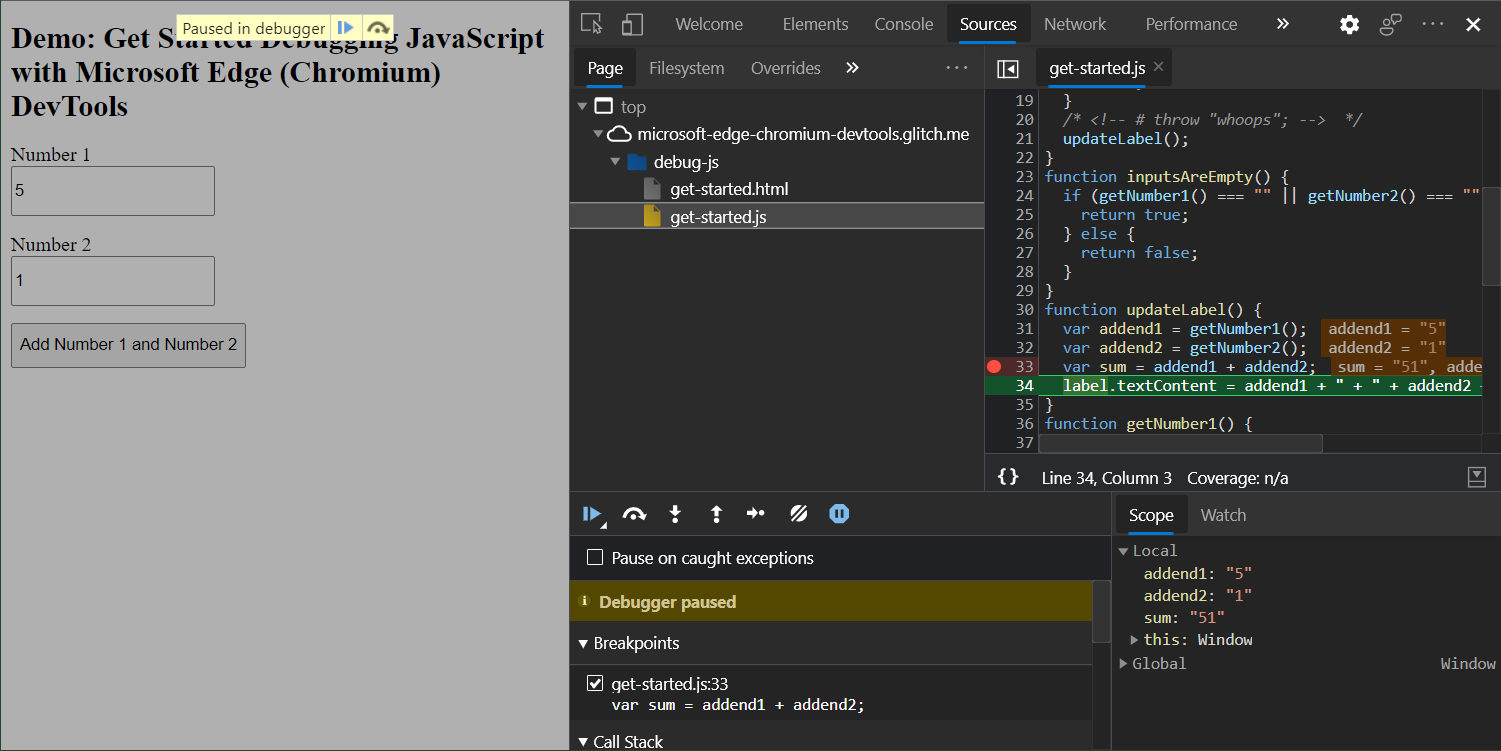 Paused in debugger
Demo: Get Started Debugging JavaScript
with Microsoft Edge (Chromium)
DevTools
Number 1
5
Number 2
1
Add Number 1 and Number 2
Welcome Elements Console Sources Network Performance
Page Filesystem Overrides
top
microsoft-edge-chromium-devtools.glitch.me
debug-js
get-started.html
get-started.js
get-started.js
19 }
20 /* <!-- # throw "whoops"; --> */
21 updateLabel();
22 }
23 function inputsAreEmpty() {
24 if (getNumber1() === "" || getNumber2() === ""
25 return true;
26 } else {
27 return false;
28 }
29 }
30 function updateLabel() {
31 var addend1 = getNumber1(); addend1 = "5"
32 var addend2 = getNumber2(); addend2 = "1"
33 var sum = addend1 + addend2; sum = "51", adde
34 label.textContent = addend1 + " + " + addend2
35 }
36 function getNumber1() {
37
{} Line 34, Column 3 Coverage: n/a
Pause on caught exceptions
Debugger paused
Breakpoints
get-started.js:33
var sum = addend1 + addend2;
Call Stack
Scope Watch
Local
addend1: "5"
addend2: "1"
sum: "51"
this: Window
Global Window